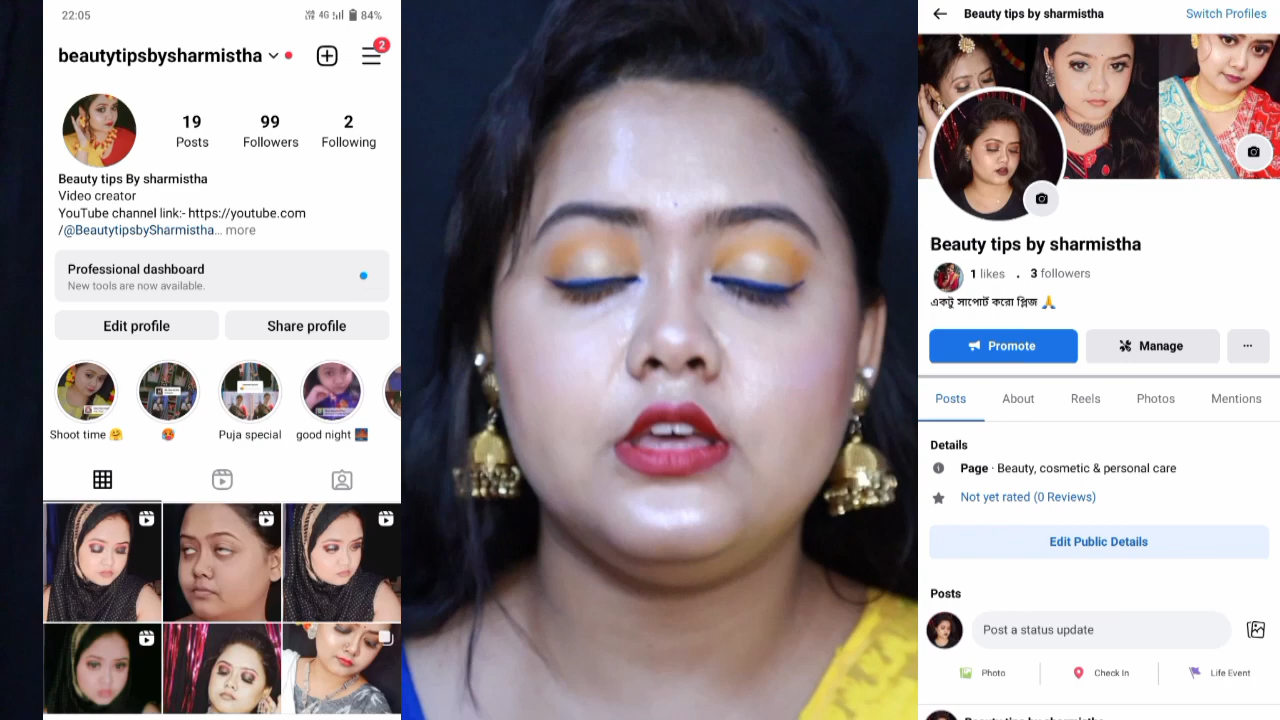 22:05
4G 84%
beautytipsbysharmistha
2
19 99 2
Posts Followers Following
Beauty tips By sharmistha
Video creator
YouTube channel link:- https://youtube.com
/@BeautytipsbySharmistha... more
Professional dashboard
New tools are now available.
Edit profile Share profile
Shoot time 🤗 🥵 Puja special good night 🌉
Beauty tips by sharmistha Switch Profiles
Beauty tips by sharmistha
1 likes . 3 followers
একটু সাপোর্ট করো প্লিজ 🙏
Promote Manage ...
Posts About Reels Photos Mentions
Details
Page · Beauty, cosmetic & personal care
Not yet rated (0 Reviews)
Edit Public Details
Posts
Post a status update
Photo Check In Life Event